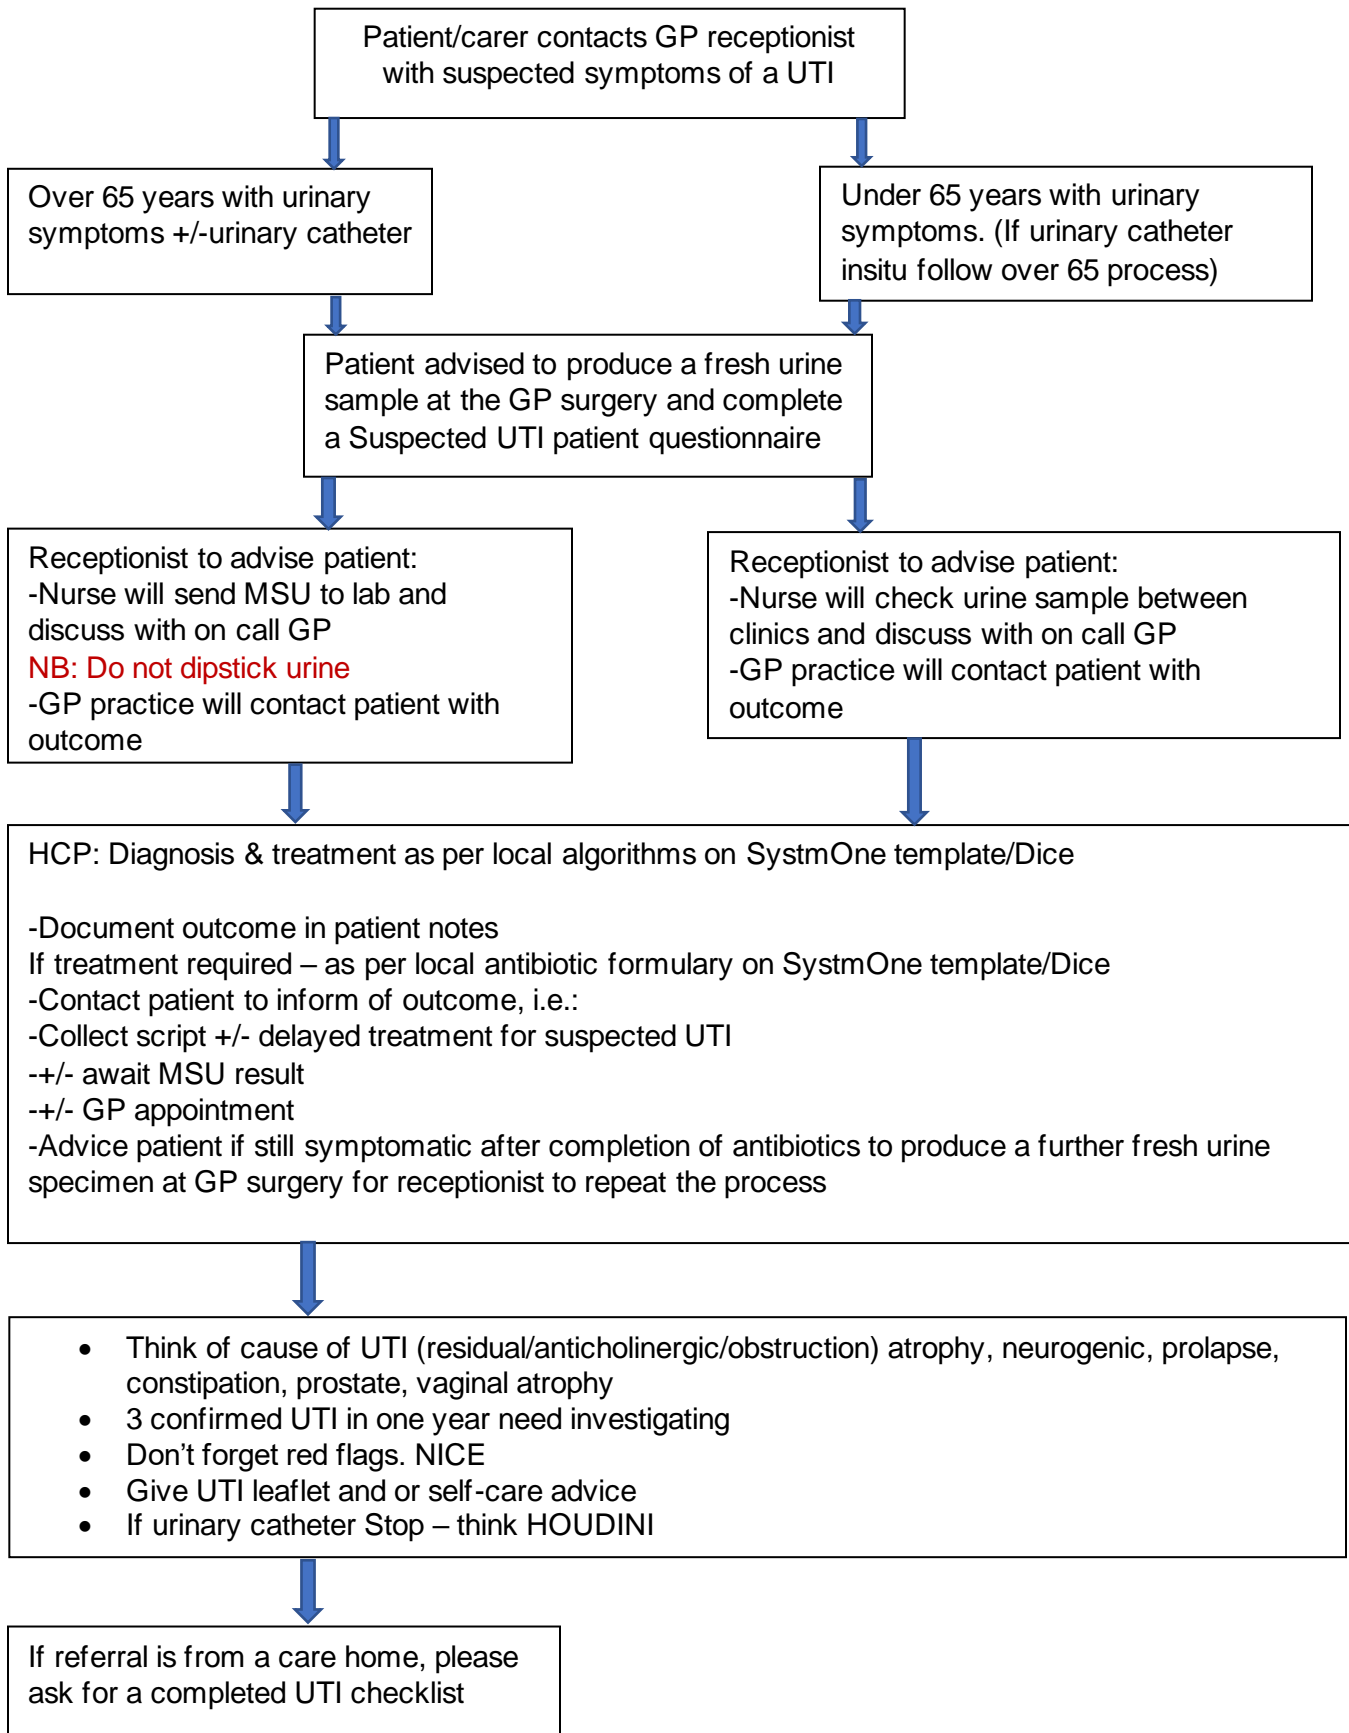 Patient/carer contacts GP receptionist
with suspected symptoms of a UTI
Over 65 years with urinary
symptoms +/-urinary catheter
Under 65 years with urinary
symptoms. (If urinary catheter
insitu follow over 65 process)
Patient advised to produce a fresh urine
sample at the GP surgery and complete
a Suspected UTI patient questionnaire
Receptionist to advise patient:
-Nurse will send MSU to lab and
discuss with on call GP
NB: Do not dipstick urine
-GP practice will contact patient with
outcome
Receptionist to advise patient:
-Nurse will check urine sample between
clinics and discuss with on call GP
-GP practice will contact patient with
outcome
HCP: Diagnosis & treatment as per local algorithms on SystmOne template/Dice
-Document outcome in patient notes
If treatment required – as per local antibiotic formulary on SystmOne template/Dice
-Contact patient to inform of outcome, i.e.:
-Collect script +/- delayed treatment for suspected UTI
-+/- await MSU result
-+/- GP appointment
-Advice patient if still symptomatic after completion of antibiotics to produce a further fresh urine
specimen at GP surgery for receptionist to repeat the process
• Think of cause of UTI (residual/anticholinergic/obstruction) atrophy, neurogenic, prolapse,
constipation, prostate, vaginal atrophy
• 3 confirmed UTI in one year need investigating
• Don’t forget red flags. NICE
• Give UTI leaflet and or self-care advice
• If urinary catheter Stop – think HOUDINI
If referral is from a care home, please
ask for a completed UTI checklist